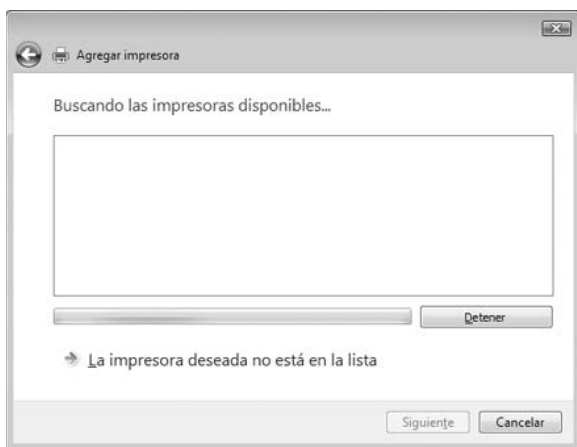 Agregar impresora
Buscando las impresoras disponibles...
Detener
La impresora deseada no está en la lista
Siguiente
Cancelar